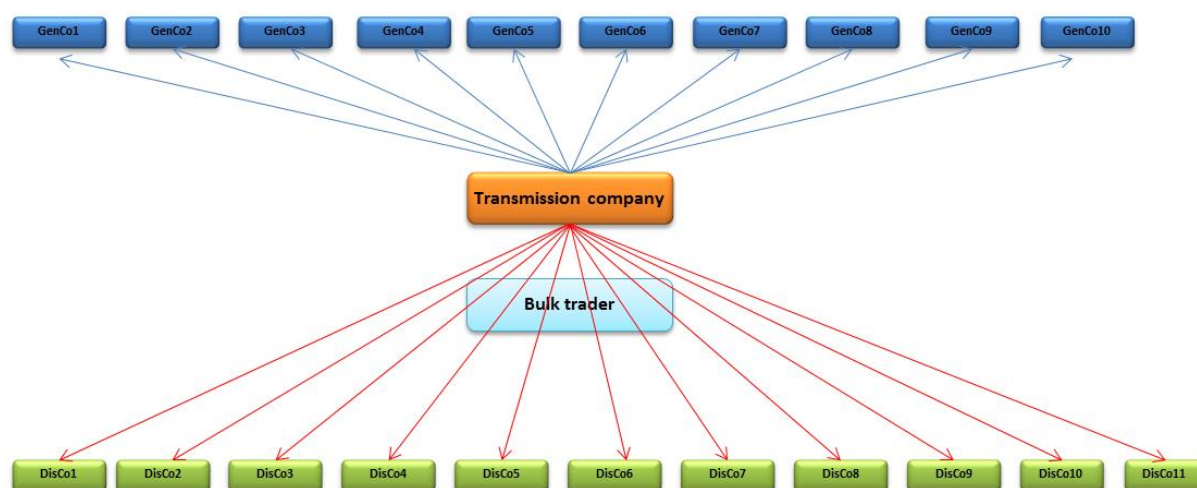 GenCo1
GenCo2
GenCo3
GenCo4
GenCo5
GenCo6
GenCo7
GenCo8
GenCo9
GenCo10
Transmission company
Bulk trader
DisCo1
DisCo2
DisCo3
DisCo4
DisCo5
DisCo6
DisCo7
DisCo8
DisCo9
DisCo10
DisCo11